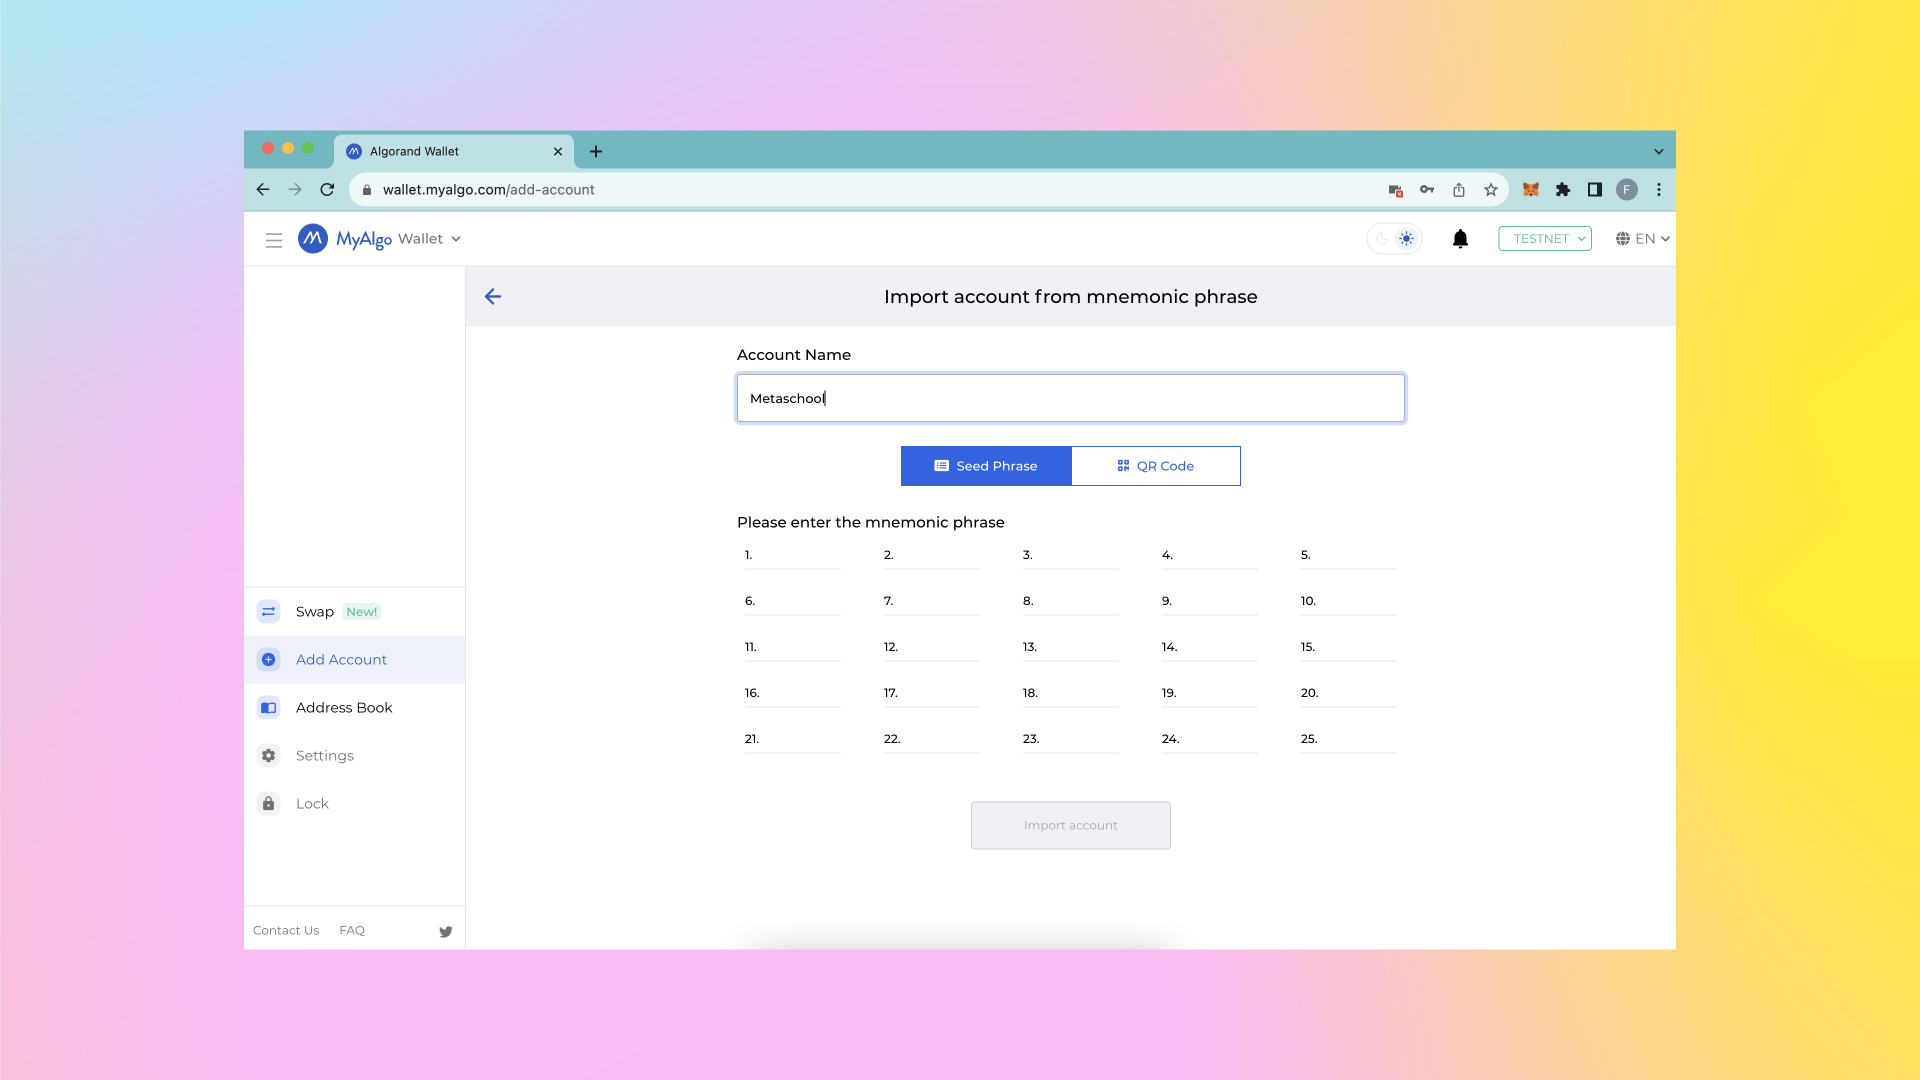 Algorand Wallet
wallet.myalgo.com/add-account
F
MyAlgo Wallet
TESTNET
EN
Import account from mnemonic phrase
Account Name
Metaschool
Seed Phrase
QR Code
Please enter the mnemonic phrase
1. 2. 3. 4. 5.
6. 7. 8. 9. 10.
11. 12. 13. 14. 15.
16. 17. 18. 19. 20.
21. 22. 23. 24. 25.
Import account
Swap New!
Add Account
Address Book
Settings
Lock
Contact Us FAQ